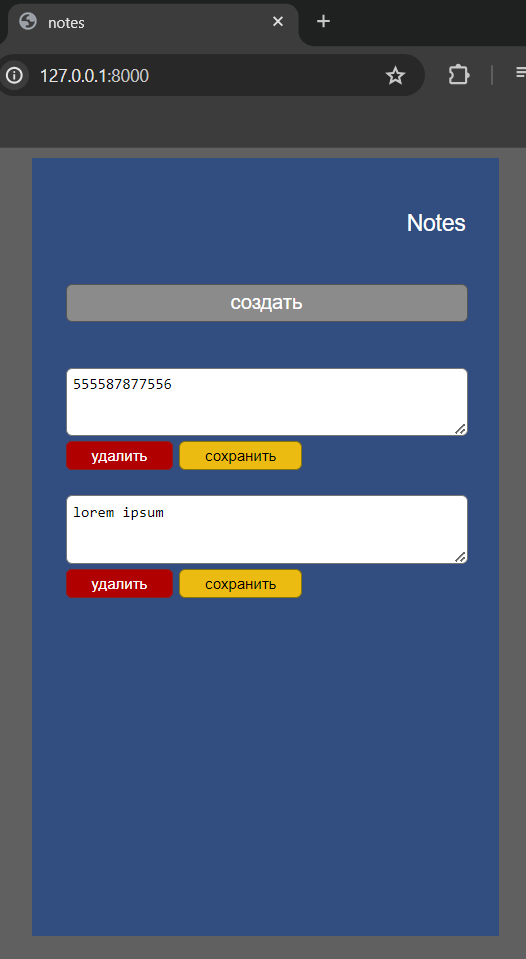 notes
127.0.0.1:8000
Notes
создать
555587877556
удалить сохранить
lorem ipsum
удалить сохранить